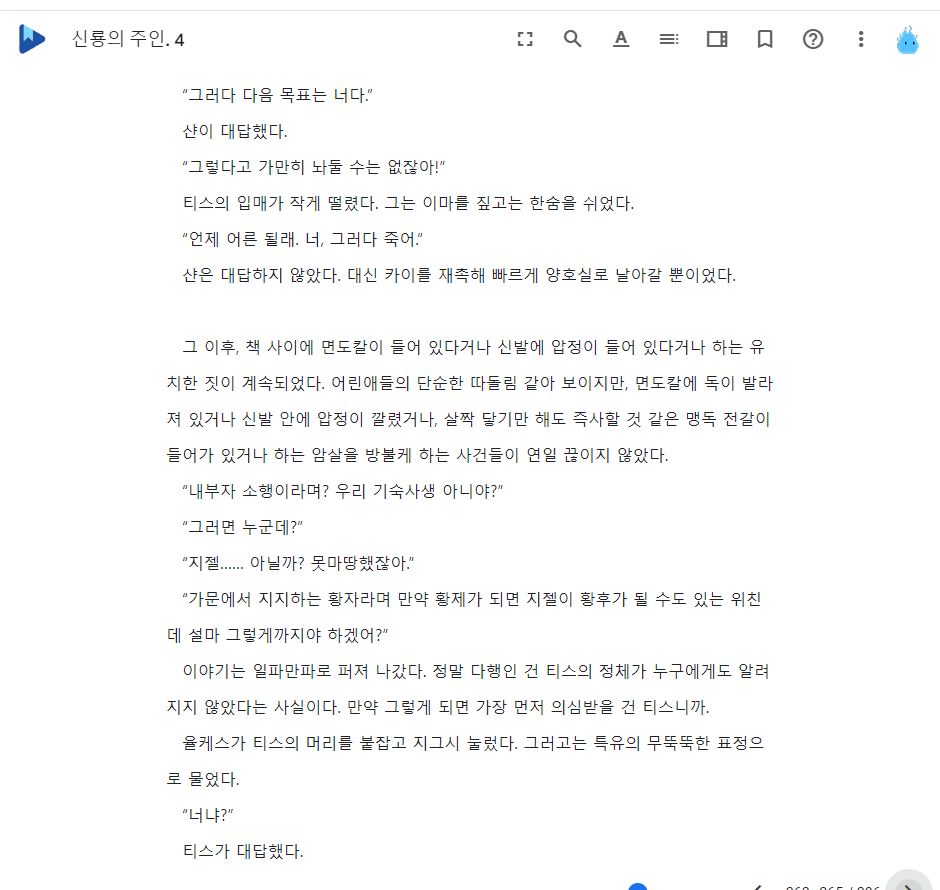 신룡의 주인. 4
“그러다 다음 목표는 너다.”
샨이 대답했다.
“그렇다고 가만히 놔둘 수는 없잖아!”
티스의 입매가 작게 떨렸다. 그는 이마를 짚고는 한숨을 쉬었다.
“언제 어른 될래. 너, 그러다 죽어.”
샨은 대답하지 않았다. 대신 카이를 재촉해 빠르게 양호실로 날아갈 뿐이었다.
그 이후, 책 사이에 면도칼이 들어 있다거나 신발에 압정이 들어 있다거나 하는 유
치한 짓이 계속되었다. 어린애들의 단순한 따돌림 같아 보이지만, 면도칼에 독이 발라
져 있거나 신발 안에 압정이 깔렸거나, 살짝 닿기만 해도 즉사할 것 같은 맹독 전갈이
들어가 있거나 하는 암살을 방불케 하는 사건들이 연일 끊이지 않았다.
“내부자 소행이라며? 우리 기숙사생 아니야?”
“그러면 누군데?”
“지젤…… 아닐까? 못마땅했잖아.”
“가문에서 지지하는 황자라며 만약 황제가 되면 지젤이 황후가 될 수도 있는 위친
데 설마 그렇게까지야 하겠어?”
이야기는 일파만파로 퍼져 나갔다. 정말 다행인 건 티스의 정체가 누구에게도 알려
지지 않았다는 사실이다. 만약 그렇게 되면 가장 먼저 의심받을 건 티스니까.
율케스가 티스의 머리를 붙잡고 지그시 눌렀다. 그러고는 특유의 무뚝뚝한 표정으
로 물었다.
“너냐?”
티스가 대답했다.